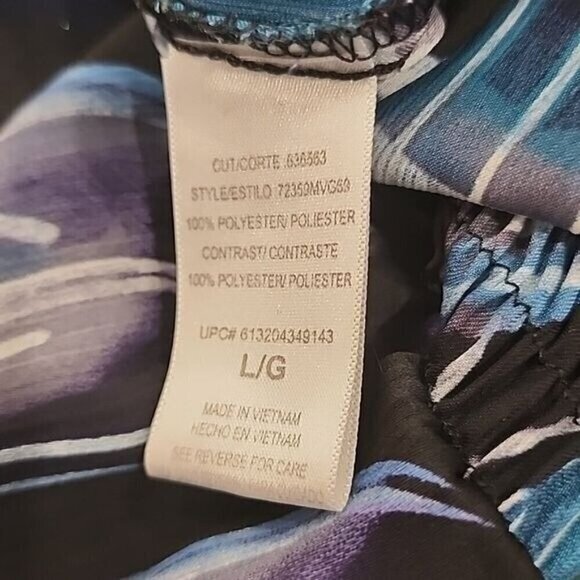 CUT/CORTE 636563
STYLE/ESTILO 72359MVG69
100% POLYESTER/ POLIESTER
CONTRAST/ CONTRASTE
100% POLYESTER/ POLIESTER
UPC# 613204349143
L/G
MADE IN VIETNAM
HECHO EN VIETNAM
SEE REVERSE FOR CARE